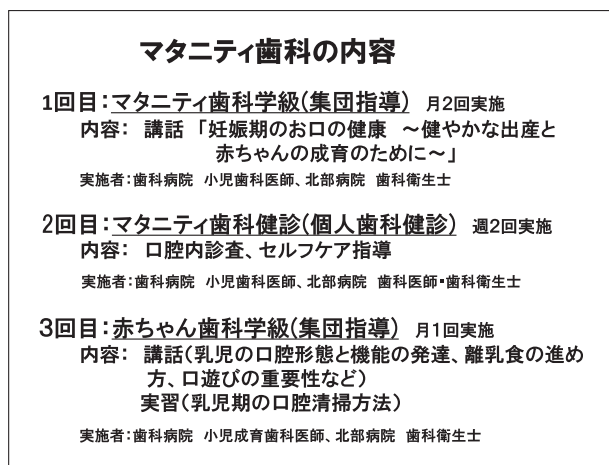 マタニティ歯科の内容
1回目：マタニティ歯科学級(集団指導) 月2回実施
内容： 講話 「妊娠期のお口の健康 ～健やかな出産と
赤ちゃんの成育のために～」
実施者：歯科病院 小児歯科医師、北部病院 歯科衛生士
2回目：マタニティ歯科健診(個人歯科健診) 週2回実施
内容： 口腔内診査、セルフケア指導
実施者：歯科病院 小児歯科医師、北部病院 歯科医師・歯科衛生士
3回目：赤ちゃん歯科学級(集団指導) 月1回実施
内容： 講話(乳児の口腔形態と機能の発達、離乳食の進め
方、口遊びの重要性など)
実習(乳児期の口腔清掃方法)
実施者：歯科病院 小児成育歯科医師、北部病院 歯科衛生士